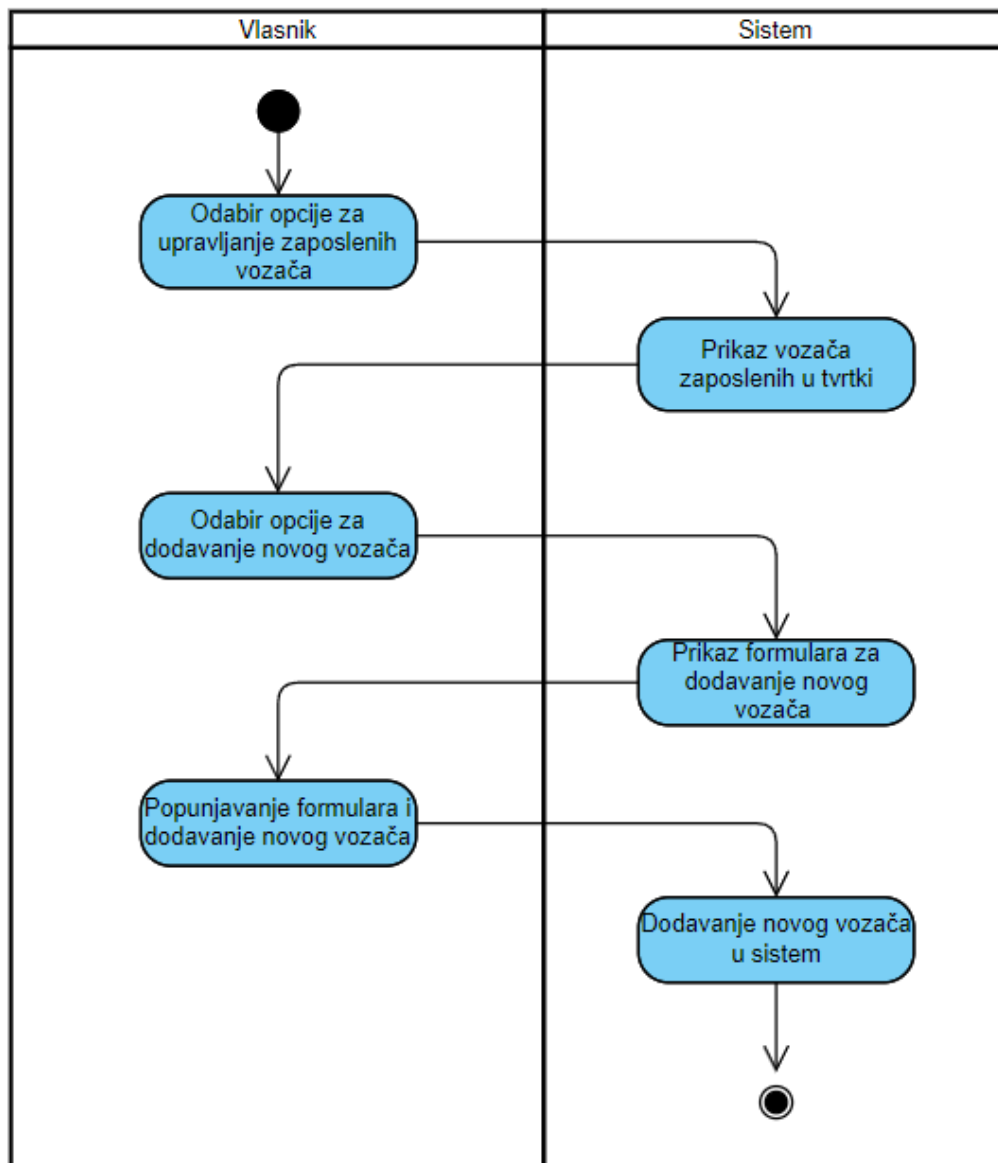 Vlasnik
Sistem
Odabir opcije za
upravljanje zaposlenih
vozača
Prikaz vozača
zaposlenih u tvrtki
Odabir opcije za
dodavanje novog vozača
Prikaz formulara za
dodavanje novog
vozača
Popunjavanje formulara i
dodavanje novog vozača
Dodavanje novog vozača
u sistem